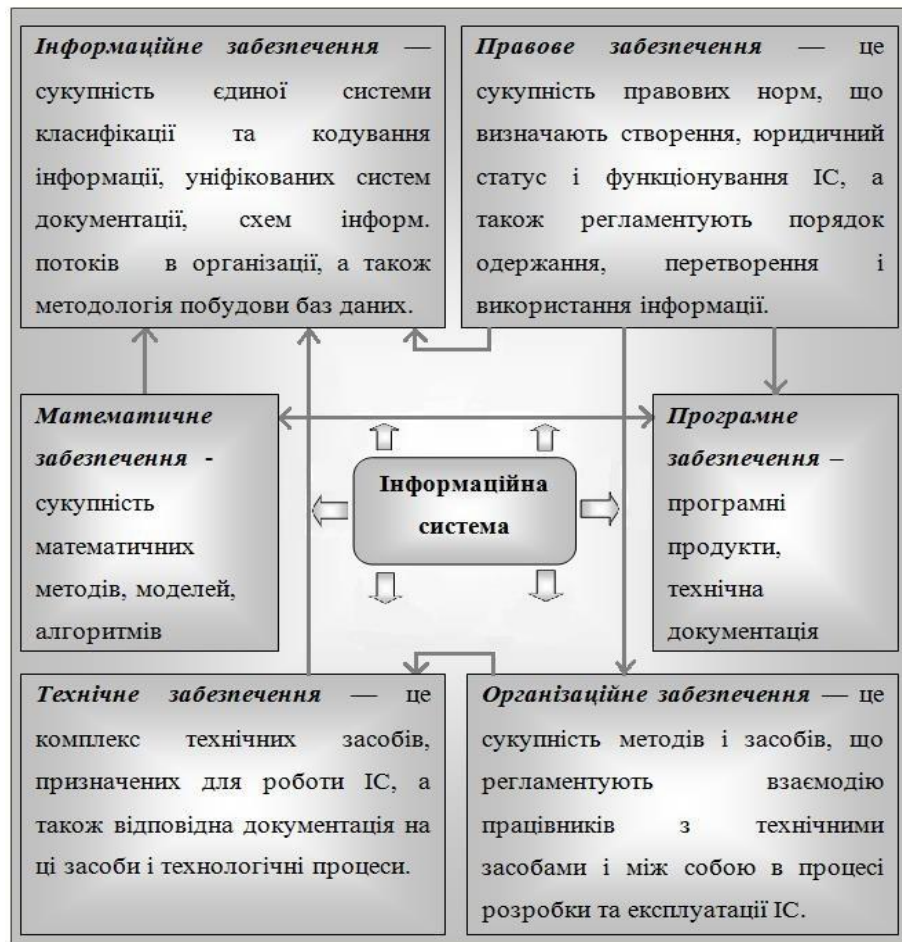 Інформаційне забезпечення —
сукупність єдиної системи
класифікації та кодування
інформації, уніфікованих систем
документації, схем інформ.
потоків в організації, а також
методологія побудови баз даних.
Правове забезпечення — це
сукупність правових норм, що
визначають створення, юридичний
статус і функціонування ІС, а
також регламентують порядок
одержання, перетворення і
використання інформації.
Математичне
забезпечення -
сукупність
математичних
методів, моделей,
алгоритмів
Інформаційна
система
Програмне
забезпечення –
програмні
продукти,
технічна
документація
Технічне забезпечення — це
комплекс технічних засобів,
призначених для роботи ІС, а
також відповідна документація на
ці засоби і технологічні процеси.
Організаційне забезпечення — це
сукупність методів і засобів, що
регламентують взаємодію
працівників з технічними
засобами і між собою в процесі
розробки та експлуатації ІС.